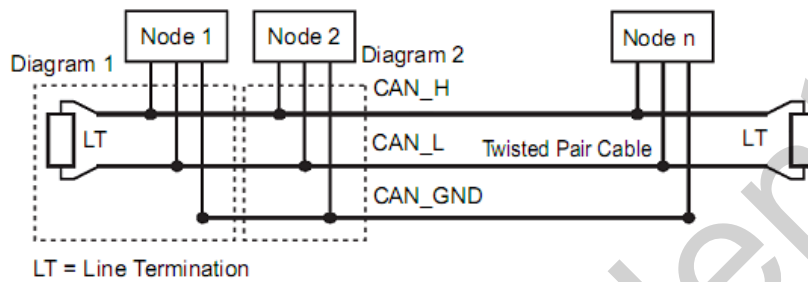 Node 1
Node 2
Node n
Diagram 1
Diagram 2
CAN_H
LT
CAN_L
Twisted Pair Cable
LT
CAN_GND
LT = Line Termination